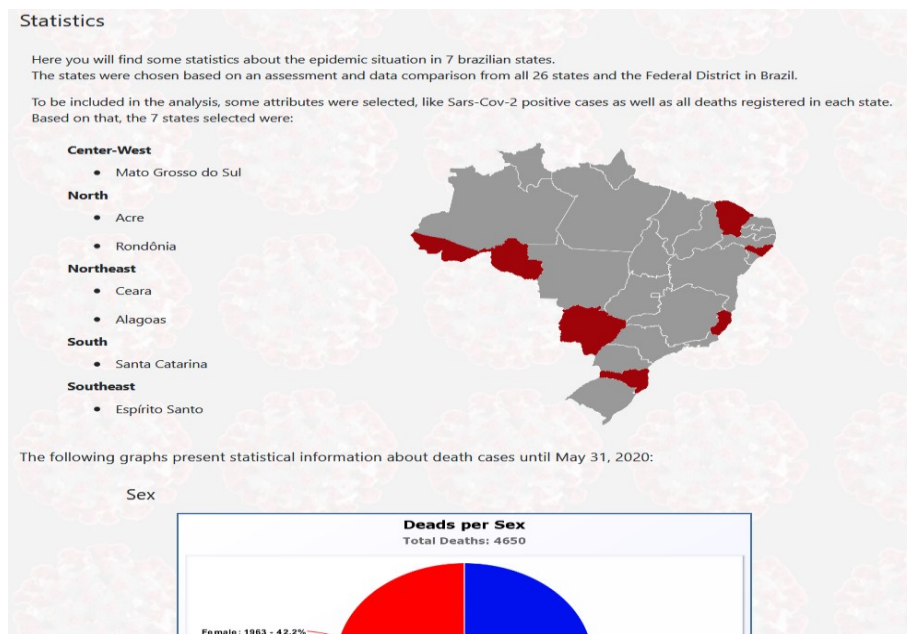 Statistics
Here you will find some statistics about the epidemic situation in 7 brazilian states.
The states were chosen based on an assessment and data comparison from all 26 states and the Federal District in Brazil.
To be included in the analysis, some attributes were selected, like Sars-Cov-2 positive cases as well as all deaths registered in each state.
Based on that, the 7 states selected were:
Center-West
• Mato Grosso do Sul
North
• Acre
• Rondônia
Northeast
• Ceara
• Alagoas
South
• Santa Catarina
Southeast
• Espírito Santo
The following graphs present statistical information about death cases until May 31, 2020:
Sex
Deads per Sex
Total Deaths: 4650
Female: 1963 - 42.2%